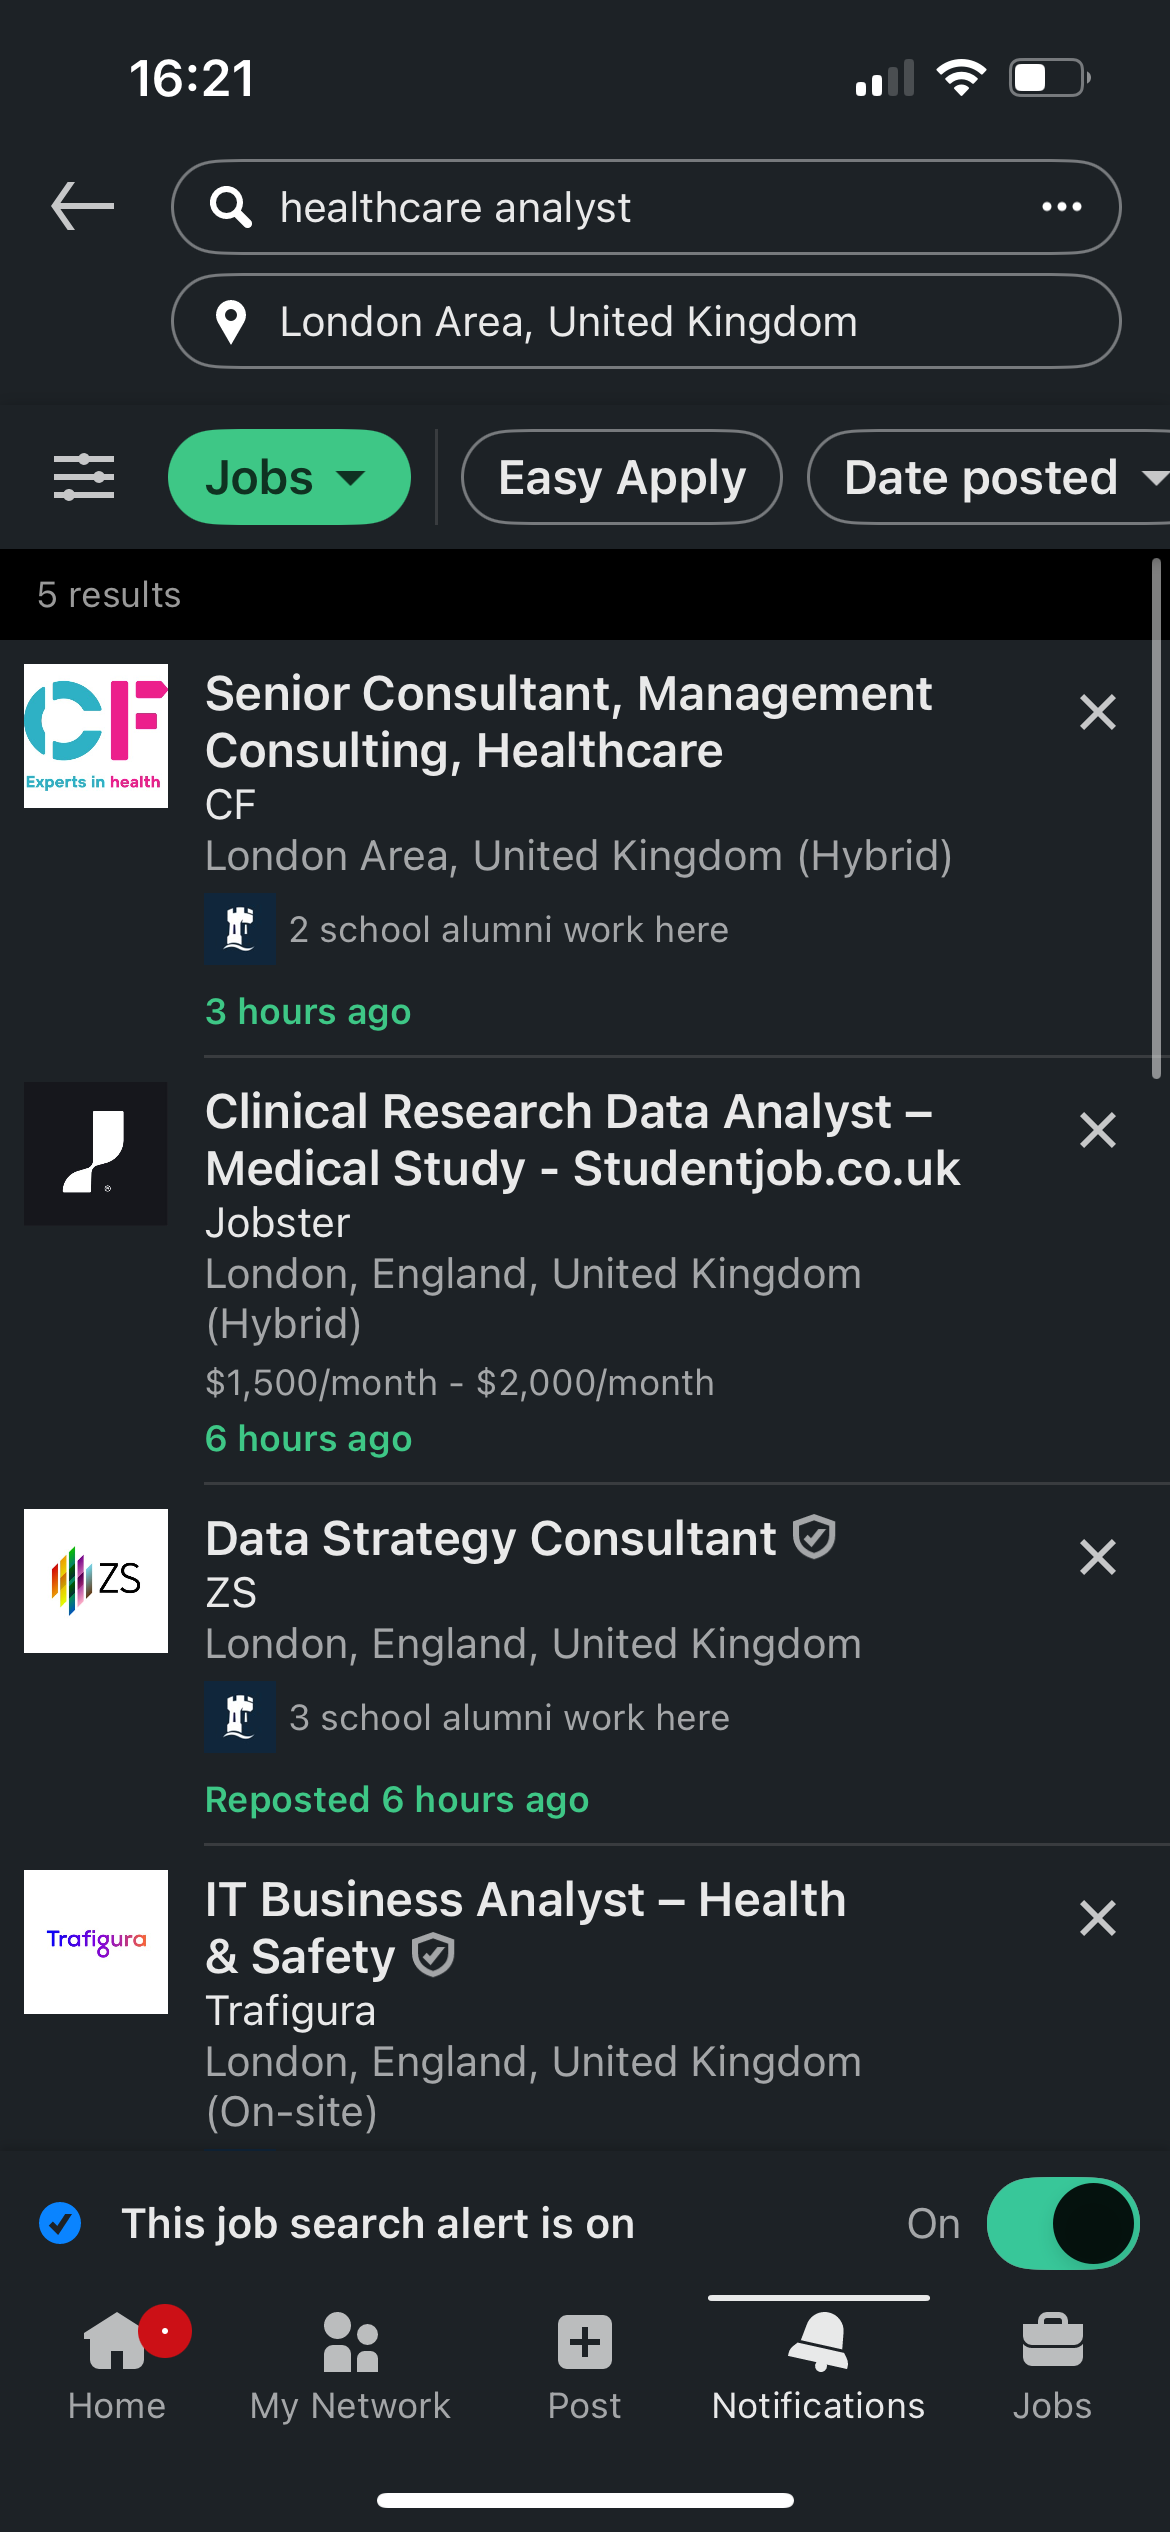 16:21
healthcare analyst
London Area, United Kingdom
Jobs
Easy Apply
Date posted
5 results
CF
Experts in health
Senior Consultant, Management
Consulting, Healthcare
CF
London Area, United Kingdom (Hybrid)
2 school alumni work here
3 hours ago
Clinical Research Data Analyst –
Medical Study - Studentjob.co.uk
Jobster
London, England, United Kingdom
(Hybrid)
$1,500/month - $2,000/month
6 hours ago
ZS
Data Strategy Consultant
ZS
London, England, United Kingdom
3 school alumni work here
Reposted 6 hours ago
Trafigura
IT Business Analyst – Health
& Safety
Trafigura
London, England, United Kingdom
(On-site)
This job search alert is on
On
Home
My Network
Post
Notifications
Jobs